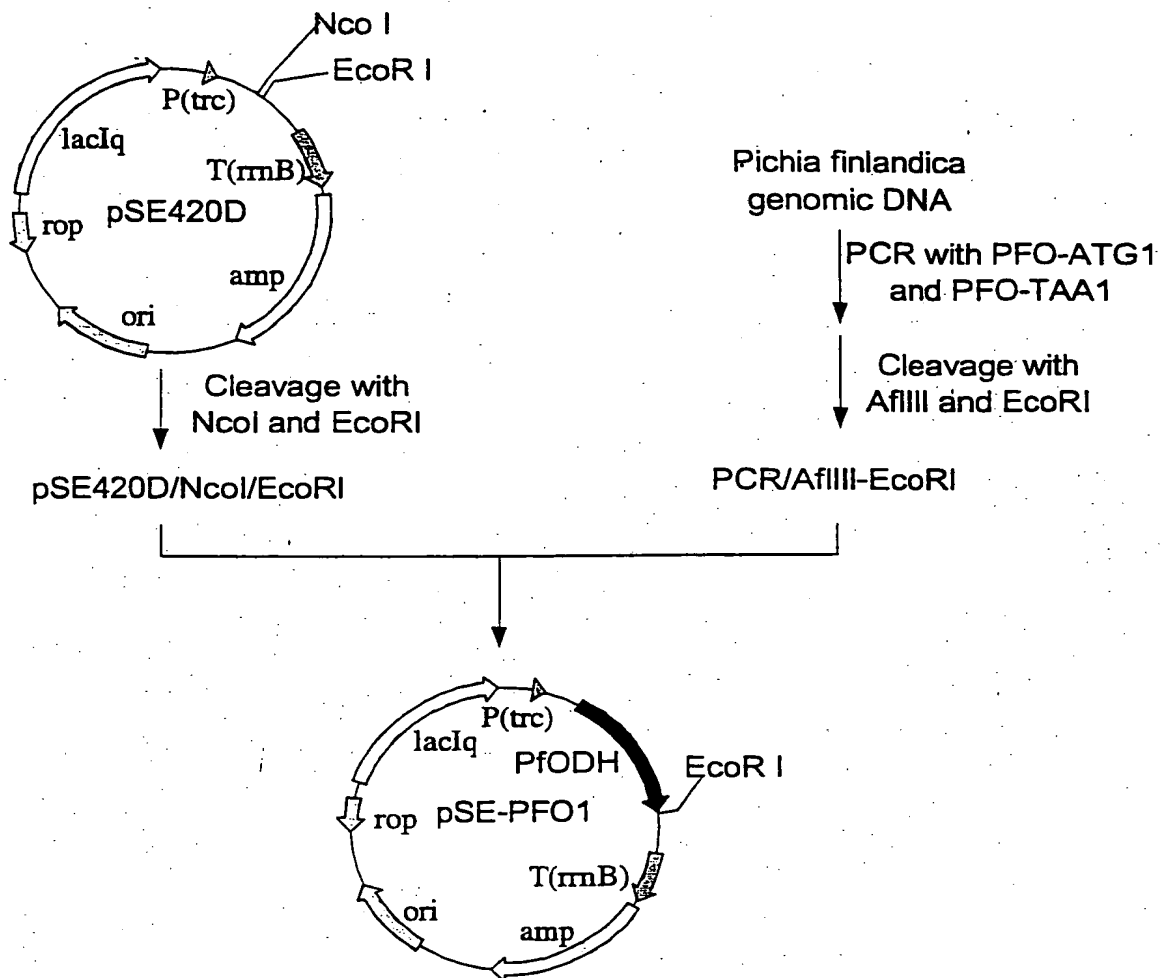 Nco I
EcoR I
P(trc)
lacIq
T(rrnB)
pSE420D
rop
amp
ori
Pichia finlandica
genomic DNA
PCR with PFO-ATG1
and PFO-TAA1
Cleavage with
NcoI and EcoRI
Cleavage with
AflIII and EcoRI
pSE420D/NcoI/EcoRI
PCR/AflIII-EcoRI
P(trc)
lacIq
PfODH
EcoR I
rop
pSE-PFO1
T(rrnB)
ori
amp